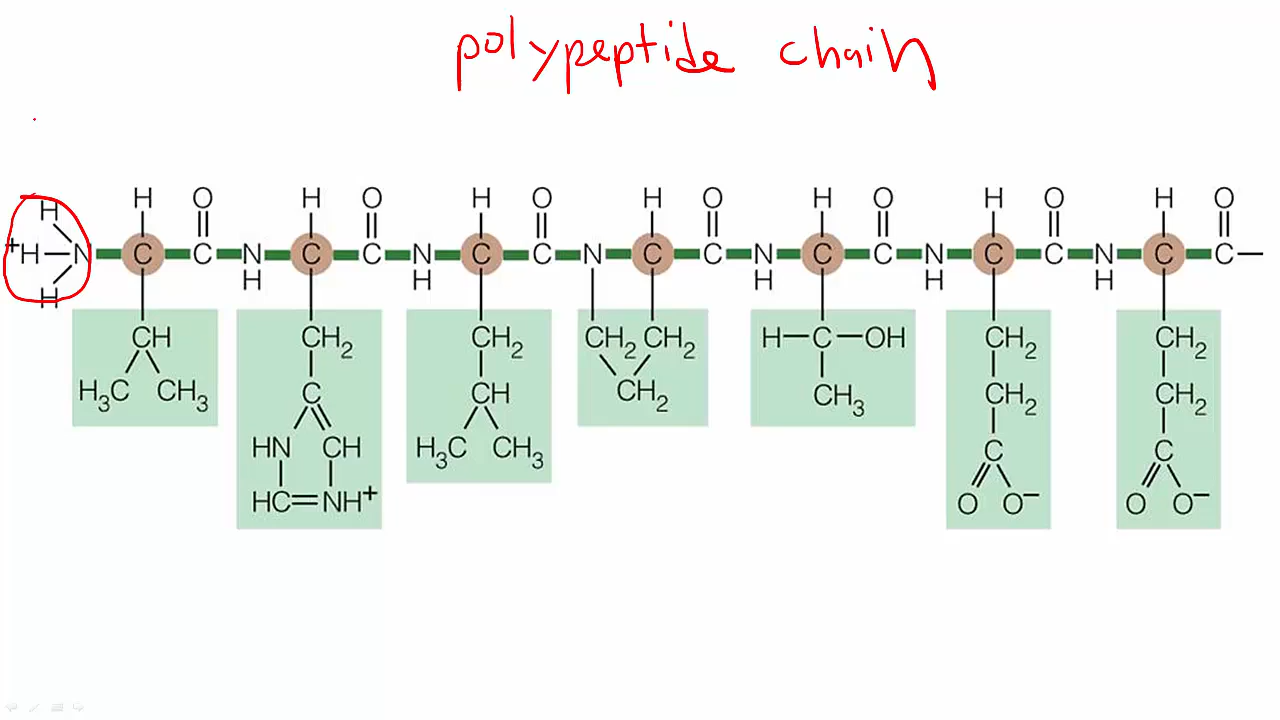 polypeptide chain
H H O H O H O H O H O H O H O
+H N C C N C C N C C N C C N C C N C C N C C
H H H H H H
CH CH2 CH2 CH2 CH2 H C OH CH2 CH2
H3C CH3 C CH CH2 CH3 CH2 CH2
HN CH H3C CH3 C C
HC NH+ O O− O O−